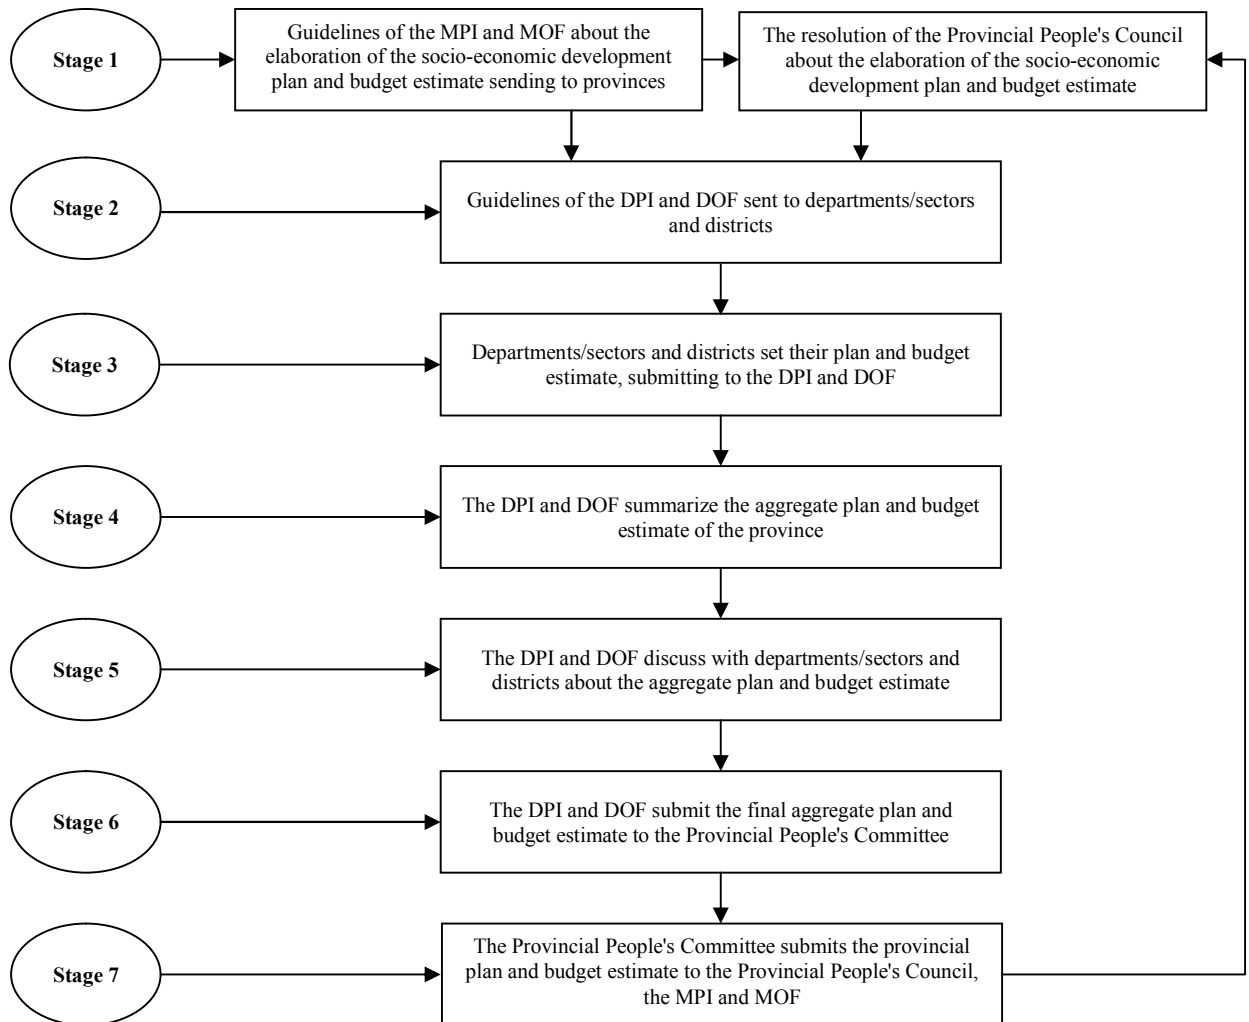 Stage 1
Guidelines of the MPI and MOF about the
elaboration of the socio-economic development
plan and budget estimate sending to provinces
The resolution of the Provincial People's Council
about the elaboration of the socio-economic
development plan and budget estimate
Stage 2
Guidelines of the DPI and DOF sent to departments/sectors
and districts
Stage 3
Departments/sectors and districts set their plan and budget
estimate, submitting to the DPI and DOF
Stage 4
The DPI and DOF summarize the aggregate plan and budget
estimate of the province
Stage 5
The DPI and DOF discuss with departments/sectors and
districts about the aggregate plan and budget estimate
Stage 6
The DPI and DOF submit the final aggregate plan and
budget estimate to the Provincial People's Committee
Stage 7
The Provincial People's Committee submits the provincial
plan and budget estimate to the Provincial People's Council,
the MPI and MOF